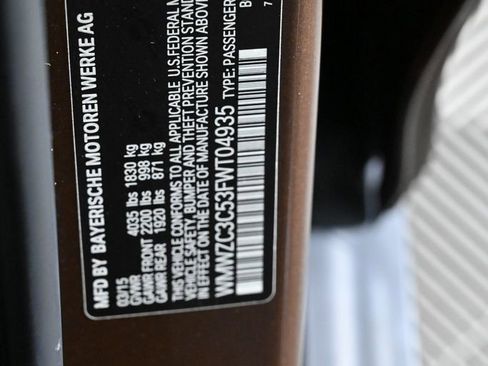 MFD BY BAYERISCHE MOTOREN WERKE AG
03/15
GVWR 4035 lbs 1830 kg
GAWR FRONT 2200 lbs 998 kg
GAWR REAR 1920 lbs 871 kg
THIS VEHICLE CONFORMS TO ALL APPLICABLE U.S.FEDERAL M
SAFETY, BUMPER AND THEFT PREVENTION STAND
IN EFFECT ON THE DATE OF MANUFACTURE SHOWN ABOVE
WMWZC3C53FWT04935 TYPE: PASSENGER
B
7